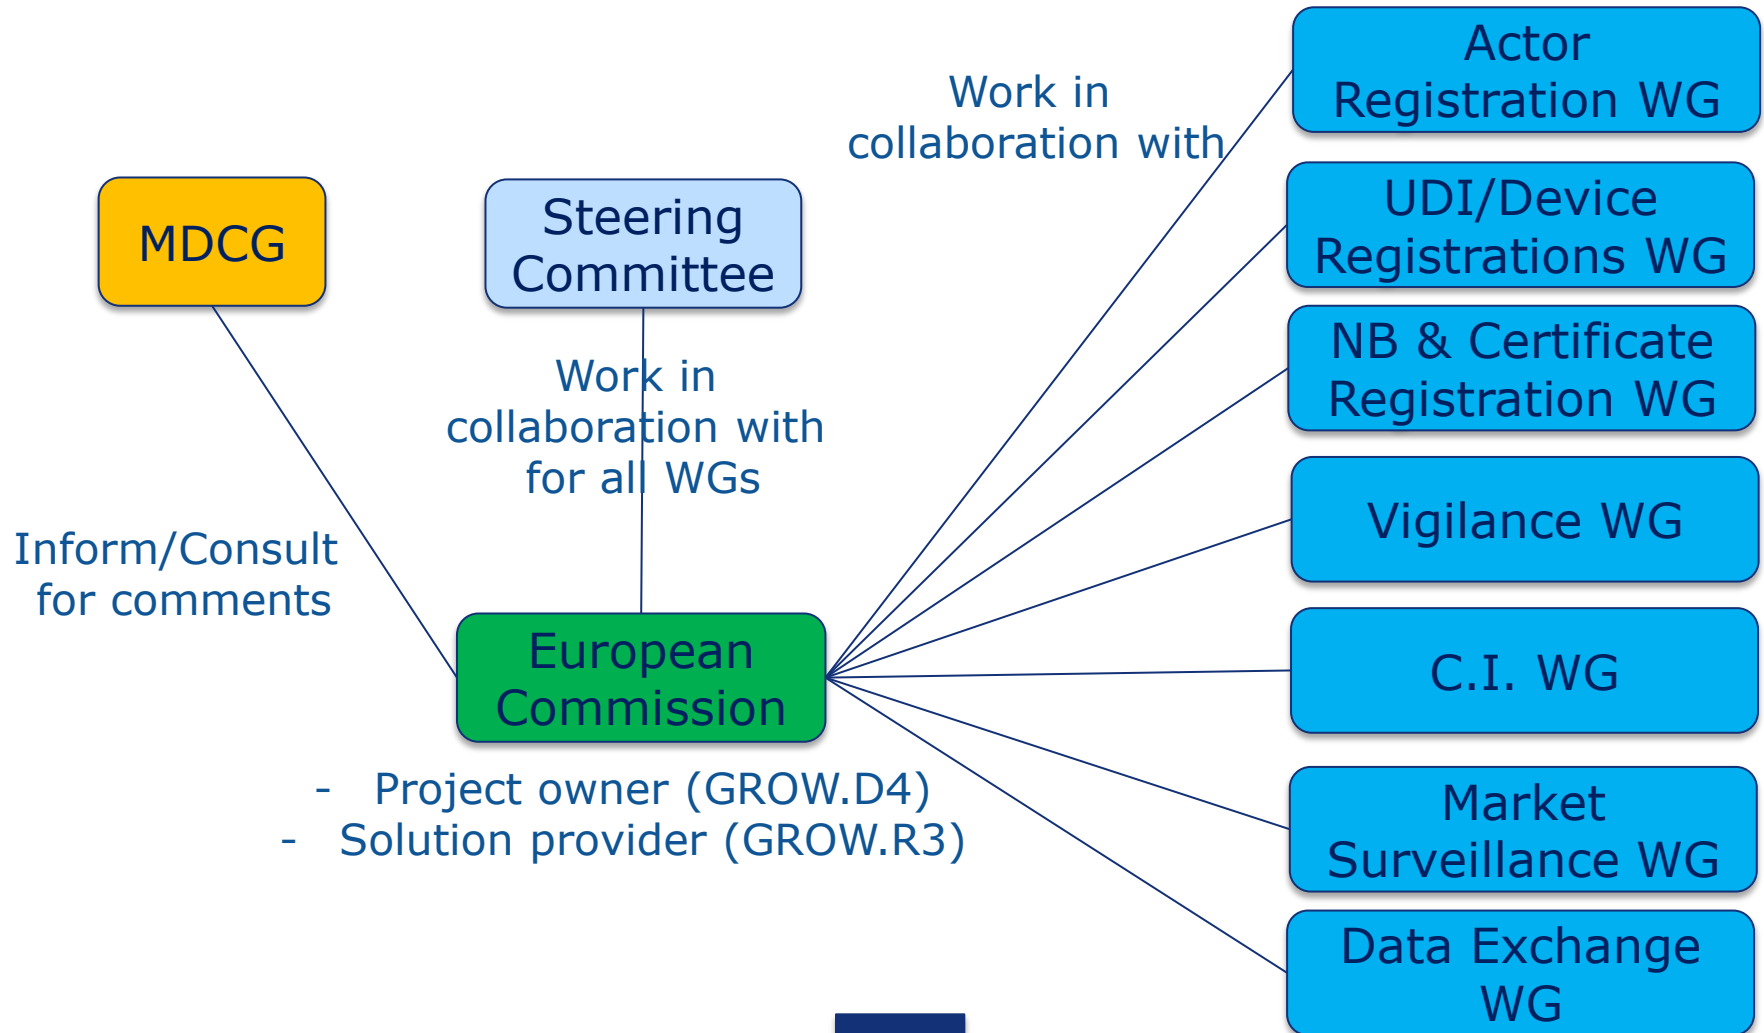 MDCG
Steering
Committee
Work in
collaboration with
Work in
collaboration with
for all WGs
Inform/Consult
for comments
European
Commission
- Project owner (GROW.D4)
- Solution provider (GROW.R3)
Actor
Registration WG
UDI/Device
Registrations WG
NB & Certificate
Registration WG
Vigilance WG
C.I. WG
Market
Surveillance WG
Data Exchange
WG